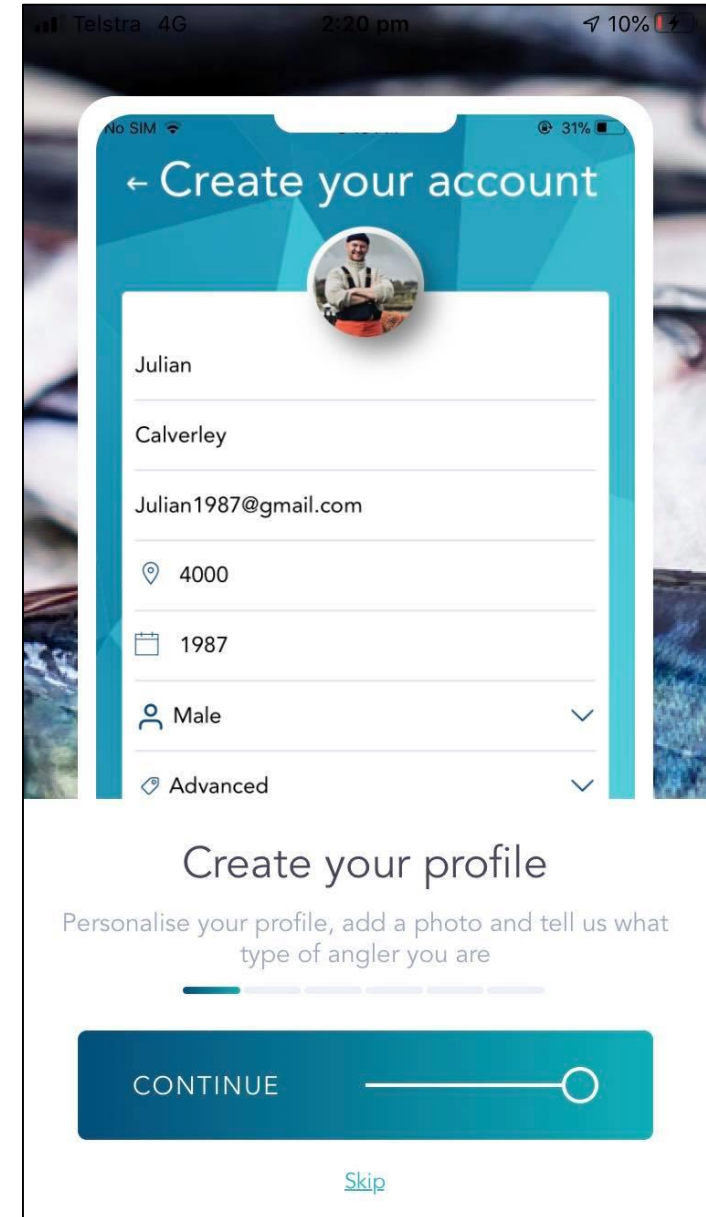 Telstra 4G 2:20 pm 10%
No SIM 31%
← Create your account
Julian
Calverley
Julian1987@gmail.com
4000
1987
Male
Advanced
Create your profile
Personalise your profile, add a photo and tell us what
type of angler you are
CONTINUE
Skip